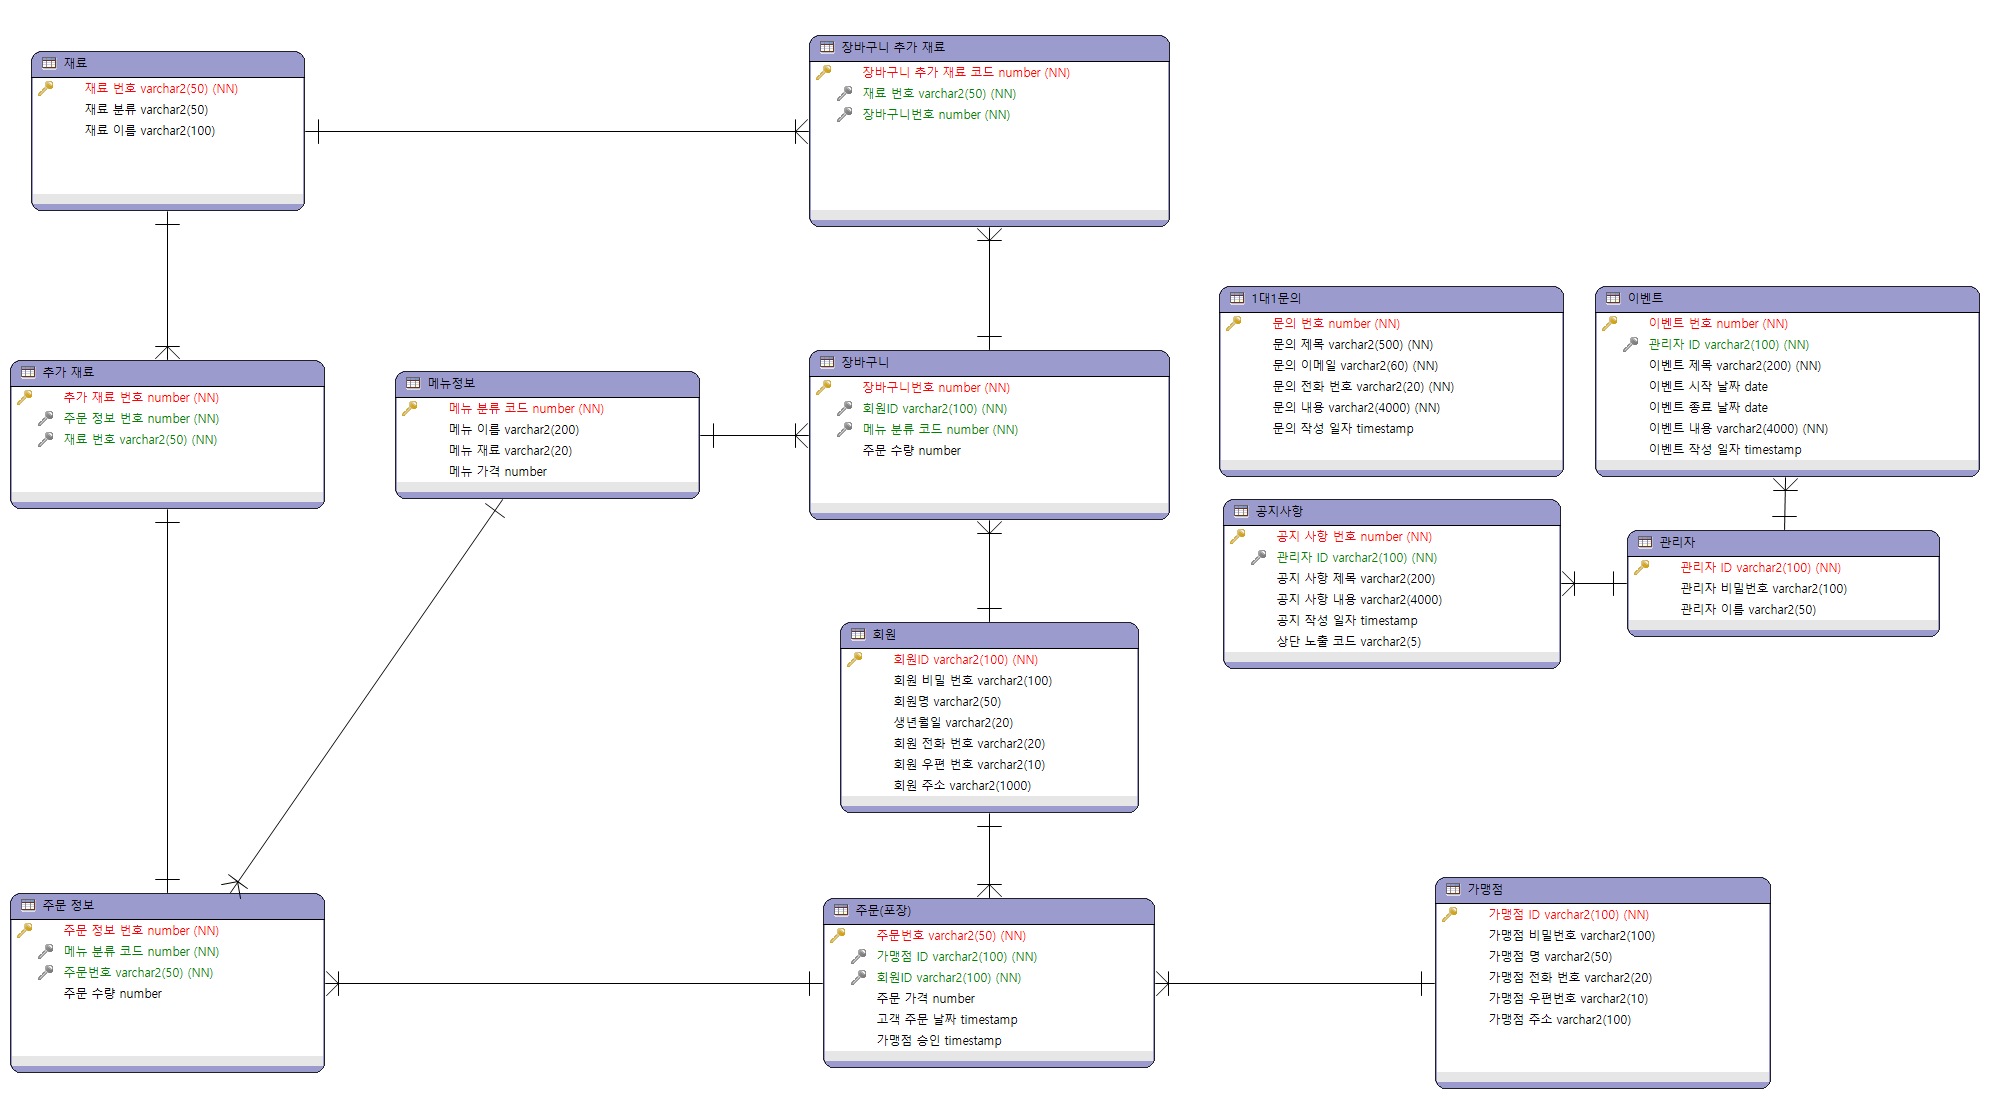 재료
재료 번호 varchar2(50) (NN)
재료 분류 varchar2(50)
재료 이름 varchar2(100)
장바구니 추가 재료
장바구니 추가 재료 코드 number (NN)
재료 번호 varchar2(50) (NN)
장바구니번호 number (NN)
추가 재료
추가 재료 번호 number (NN)
주문 정보 번호 number (NN)
재료 번호 varchar2(50) (NN)
메뉴정보
메뉴 분류 코드 number (NN)
메뉴 이름 varchar2(200)
메뉴 재료 varchar2(20)
메뉴 가격 number
장바구니
장바구니번호 number (NN)
회원ID varchar2(100) (NN)
메뉴 분류 코드 number (NN)
주문 수량 number
1대1문의
문의 번호 number (NN)
문의 제목 varchar2(500) (NN)
문의 이메일 varchar2(60) (NN)
문의 전화 번호 varchar2(20) (NN)
문의 내용 varchar2(4000) (NN)
문의 작성 일자 timestamp
이벤트
이벤트 번호 number (NN)
관리자 ID varchar2(100) (NN)
이벤트 제목 varchar2(200) (NN)
이벤트 시작 날짜 date
이벤트 종료 날짜 date
이벤트 내용 varchar2(4000) (NN)
이벤트 작성 일자 timestamp
공지사항
공지 사항 번호 number (NN)
관리자 ID varchar2(100) (NN)
공지 사항 제목 varchar2(200)
공지 사항 내용 varchar2(4000)
공지 작성 일자 timestamp
상단 노출 코드 varchar2(5)
관리자
관리자 ID varchar2(100) (NN)
관리자 비밀번호 varchar2(100)
관리자 이름 varchar2(50)
회원
회원ID varchar2(100) (NN)
회원 비밀 번호 varchar2(100)
회원명 varchar2(50)
생년월일 varchar2(20)
회원 전화 번호 varchar2(20)
회원 우편 번호 varchar2(10)
회원 주소 varchar2(1000)
주문 정보
주문 정보 번호 number (NN)
메뉴 분류 코드 number (NN)
주문번호 varchar2(50) (NN)
주문 수량 number
주문(포장)
주문번호 varchar2(50) (NN)
가맹점 ID varchar2(100) (NN)
회원ID varchar2(100) (NN)
주문 가격 number
고객 주문 날짜 timestamp
가맹점 승인 timestamp
가맹점
가맹점 ID varchar2(100) (NN)
가맹점 비밀번호 varchar2(100)
가맹점 명 varchar2(50)
가맹점 전화 번호 varchar2(20)
가맹점 우편번호 varchar2(10)
가맹점 주소 varchar2(100)